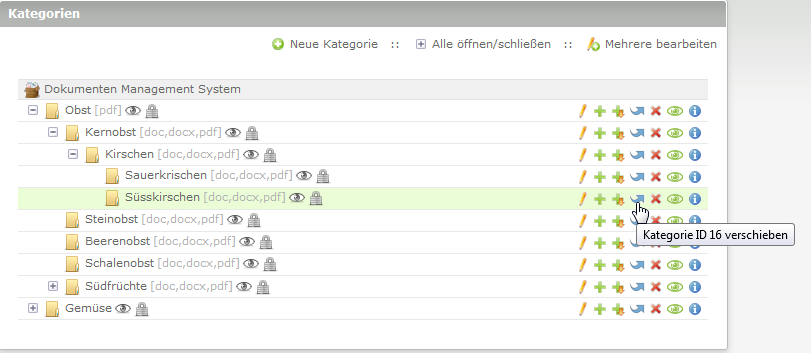 Kategorien
Neue Kategorie :: Alle öffnen/schließen :: Mehrere bearbeiten
Dokumenten Management System
Obst [pdf]
Kernobst [doc,docx,pdf]
Kirschen [doc,docx,pdf]
Sauerkrischen [doc,docx,pdf]
Süsskirschen [doc,docx,pdf]
Steinobst [doc,docx,pdf]
Kategorie ID 16 verschieben
Beerenobst [doc,docx,pdf]
Schalenobst [doc,docx,pdf]
Südfrüchte [doc,docx,pdf]
Gemüse